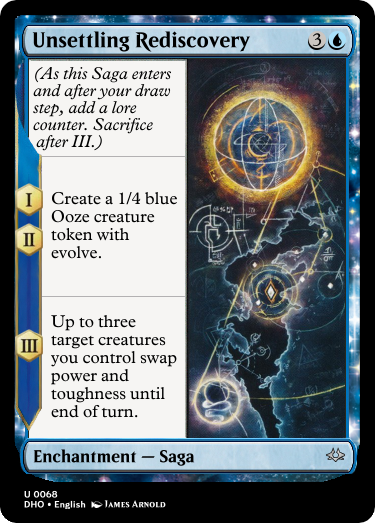 Unsettling Rediscovery 3
(As this Saga enters
and after your draw
step, add a lore
counter. Sacrifice
after III.)
I
II
Create a 1/4 blue
Ooze creature
token with
evolve.
III
Up to three
target creatures
you control swap
power and
toughness until
end of turn.
Enchantment — Saga
U 0068
DHO • English James Arnold